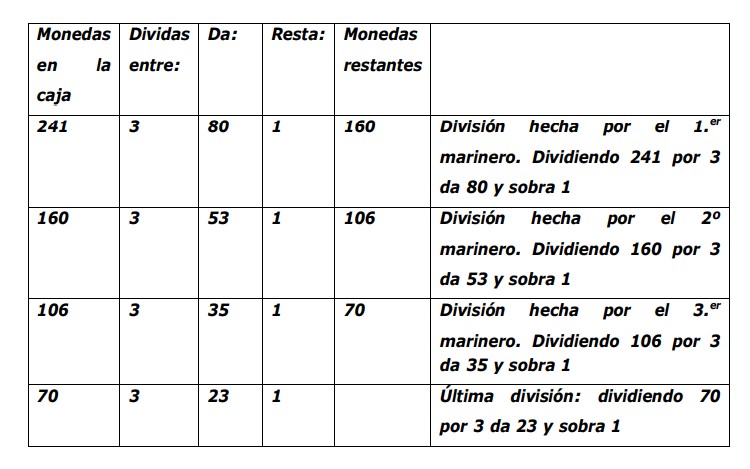 Monedas en la caja | Dividas entre: | Da: | Resta: | Monedas restantes |
241 | 3 | 80 | 1 | 160 | División hecha por el 1.er
marinero. Dividiendo 241 por 3
da 80 y sobra 1
160 | 3 | 53 | 1 | 106 | División hecha por el 2º
marinero. Dividiendo 160 por 3
da 53 y sobra 1
106 | 3 | 35 | 1 | 70 | División hecha por el 3.er
marinero. Dividiendo 106 por 3
da 35 y sobra 1
70 | 3 | 23 | 1 | | Última división: dividiendo 70
por 3 da 23 y sobra 1